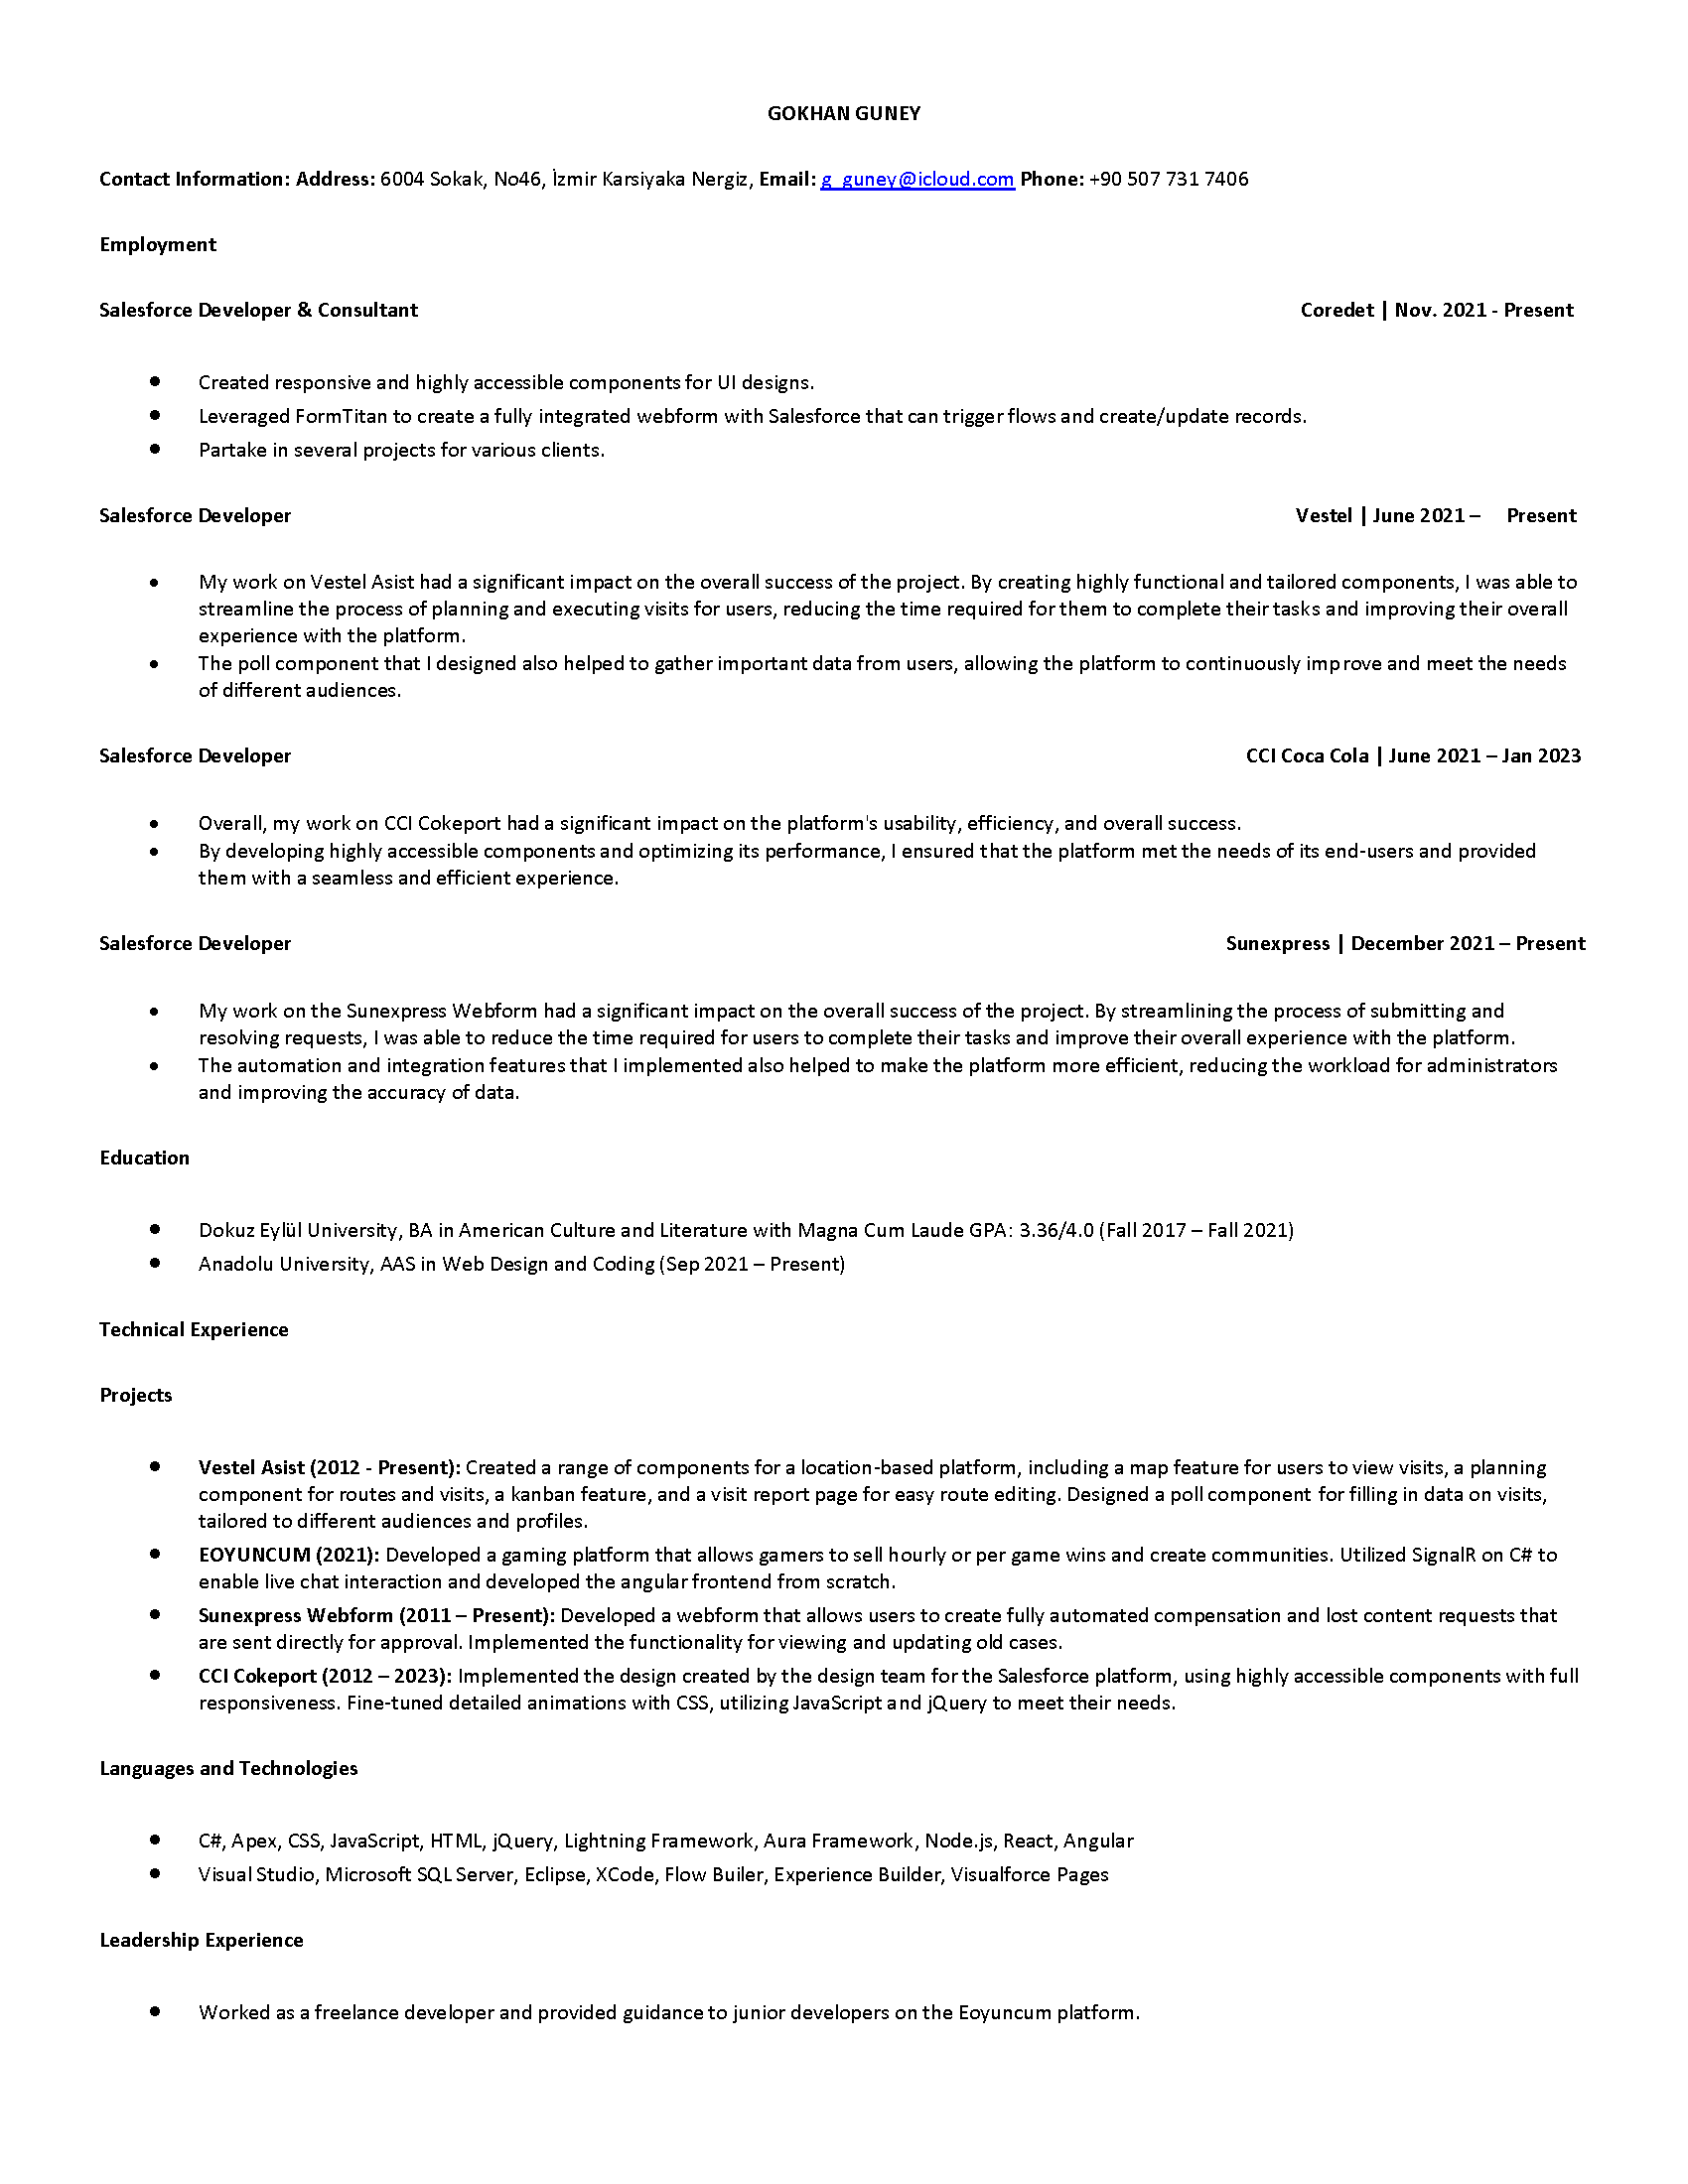 GOKHAN GUNEY
Contact Information: Address: 6004 Sokak, No46, İzmir Karsiyaka Nergiz, Email: g_guney@icloud.com Phone: +90 507 731 7406
Employment
Salesforce Developer & Consultant Coredet | Nov. 2021 - Present
● Created responsive and highly accessible components for UI designs.
● Leveraged FormTitan to create a fully integrated webform with Salesforce that can trigger flows and create/update records.
● Partake in several projects for various clients.
Salesforce Developer Vestel | June 2021 – Present
• My work on Vestel Asist had a significant impact on the overall success of the project. By creating highly functional and tailored components, I was able to
streamline the process of planning and executing visits for users, reducing the time required for them to complete their tasks and improving their overall
experience with the platform.
• The poll component that I designed also helped to gather important data from users, allowing the platform to continuously improve and meet the needs
of different audiences.
Salesforce Developer CCI Coca Cola | June 2021 – Jan 2023
• Overall, my work on CCI Cokeport had a significant impact on the platform's usability, efficiency, and overall success.
• By developing highly accessible components and optimizing its performance, I ensured that the platform met the needs of its end-users and provided
them with a seamless and efficient experience.
Salesforce Developer Sunexpress | December 2021 – Present
• My work on the Sunexpress Webform had a significant impact on the overall success of the project. By streamlining the process of submitting and
resolving requests, I was able to reduce the time required for users to complete their tasks and improve their overall experience with the platform.
• The automation and integration features that I implemented also helped to make the platform more efficient, reducing the workload for administrators
and improving the accuracy of data.
Education
● Dokuz Eylül University, BA in American Culture and Literature with Magna Cum Laude GPA: 3.36/4.0 (Fall 2017 – Fall 2021)
● Anadolu University, AAS in Web Design and Coding (Sep 2021 – Present)
Technical Experience
Projects
● Vestel Asist (2012 - Present): Created a range of components for a location-based platform, including a map feature for users to view visits, a planning
component for routes and visits, a kanban feature, and a visit report page for easy route editing. Designed a poll component for filling in data on visits,
tailored to different audiences and profiles.
● EOYUNCUM (2021): Developed a gaming platform that allows gamers to sell hourly or per game wins and create communities. Utilized SignalR on C# to
enable live chat interaction and developed the angular frontend from scratch.
● Sunexpress Webform (2011 – Present): Developed a webform that allows users to create fully automated compensation and lost content requests that
are sent directly for approval. Implemented the functionality for viewing and updating old cases.
● CCI Cokeport (2012 – 2023): Implemented the design created by the design team for the Salesforce platform, using highly accessible components with full
responsiveness. Fine-tuned detailed animations with CSS, utilizing JavaScript and jQuery to meet their needs.
Languages and Technologies
● C#, Apex, CSS, JavaScript, HTML, jQuery, Lightning Framework, Aura Framework, Node.js, React, Angular
● Visual Studio, Microsoft SQL Server, Eclipse, XCode, Flow Builer, Experience Builder, Visualforce Pages
Leadership Experience
● Worked as a freelance developer and provided guidance to junior developers on the Eoyuncum platform.